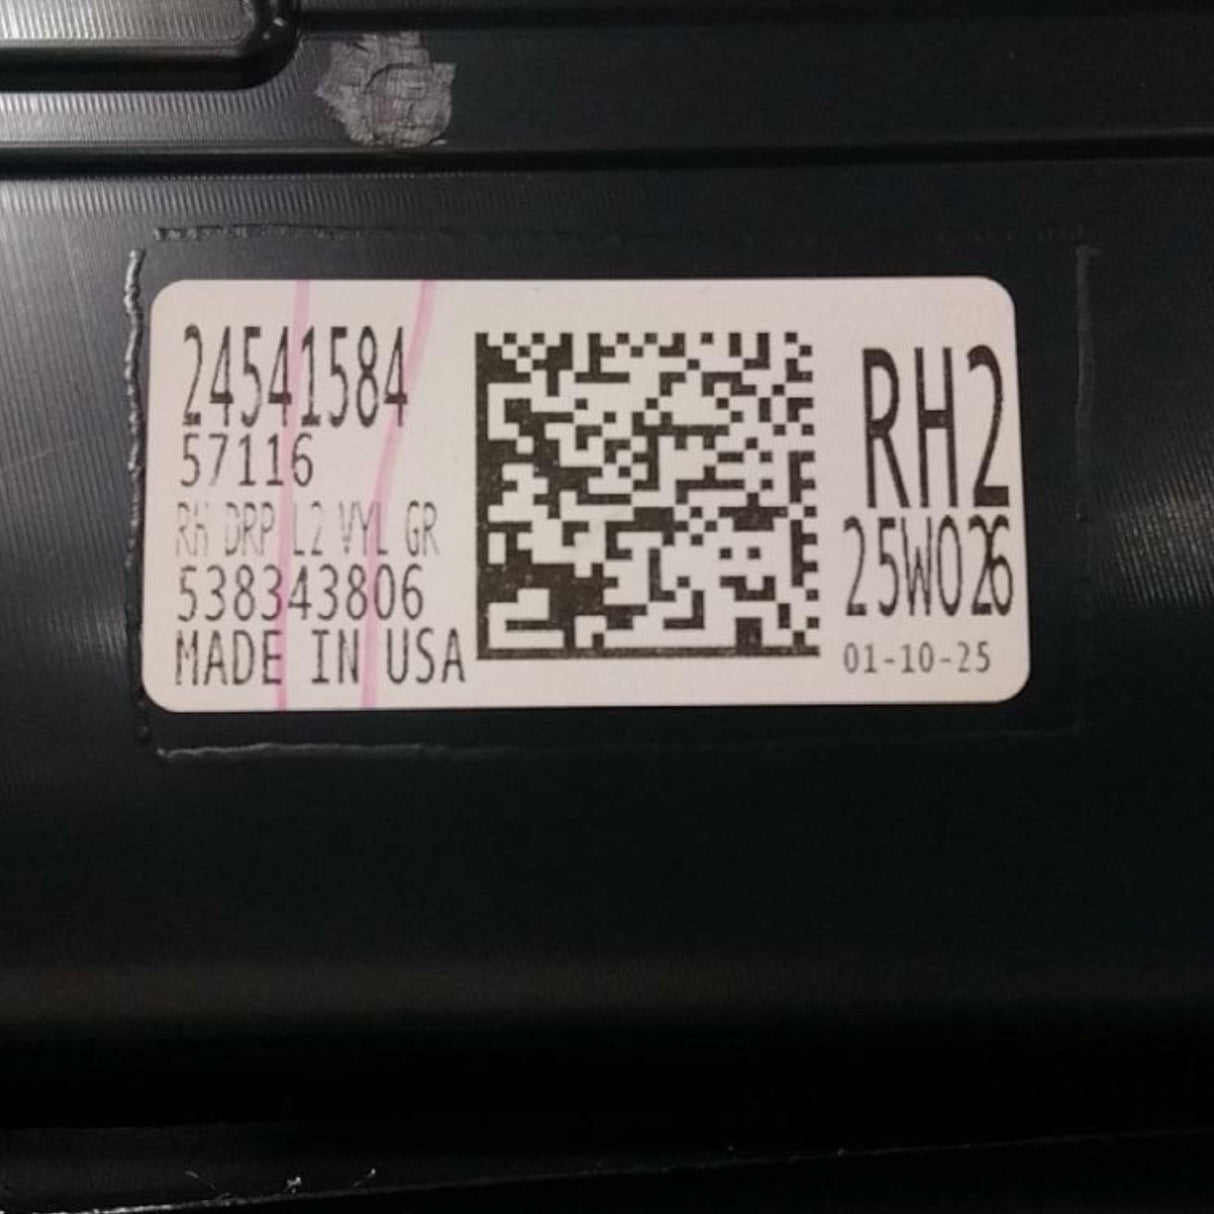 24541584
57116
RH DRP L2 VYL GR
538343806
MADE IN USA
RH2
25W026
01-10-25